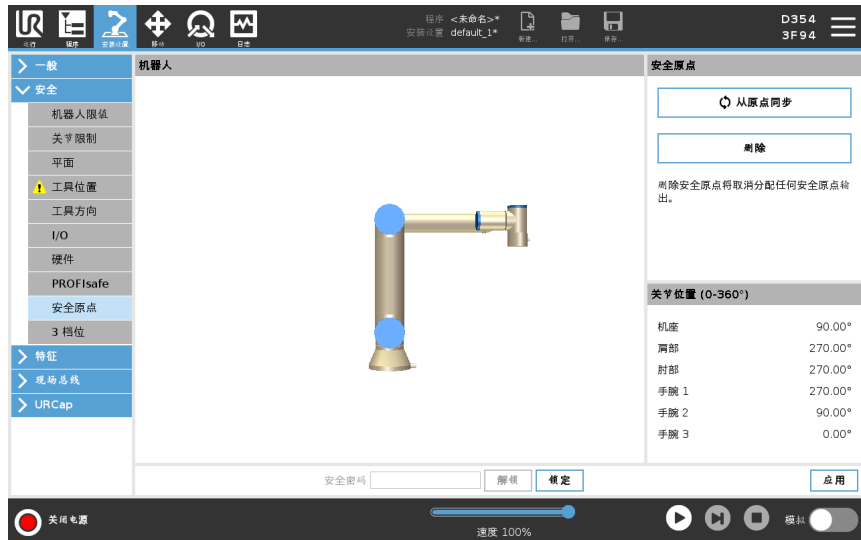 UR
运行
程序
安装设置
移动
I/O
日志
程序 <未命名>*
安装设置 default_1*
新建...
打开...
保存...
D354
3F94
一般
安全
机器人限值
关节限制
平面
工具位置
工具方向
I/O
硬件
PROFIsafe
安全原点
3 档位
特征
现场总线
URCap
机器人
安全原点
从原点同步
删除
删除安全原点将取消分配任何安全原点输
出。
关节位置 (0-360°)
机座 90.00°
肩部 270.00°
肘部 270.00°
手腕 1 270.00°
手腕 2 90.00°
手腕 3 0.00°
安全密码
解锁
锁定
应用
关闭电源
速度 100%
模拟